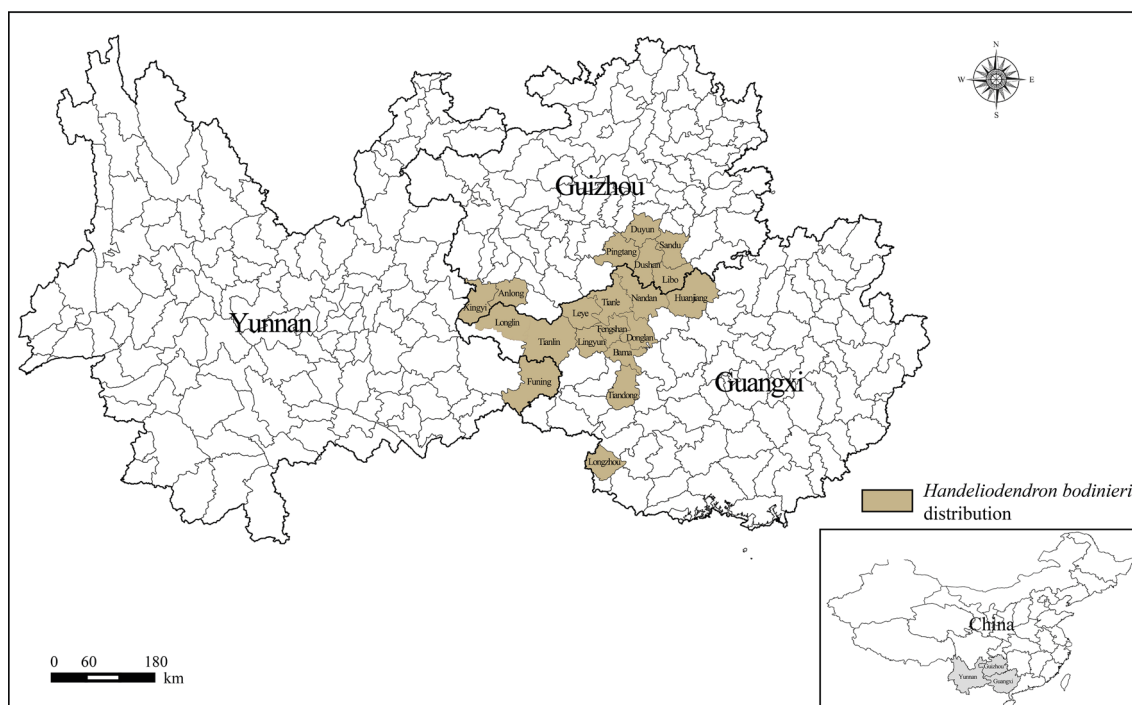 N
W E
S
Guizhou
Duyun
Sandu
Pingtang
Dushan
Libo
Anlong
Xingyi
Tian'e
Nandan
Huanjiang
Leye
Yunnan
Longlin
Fengshan
Donglan
Tianlin
Lingyun
Bama
Guangxi
Funing
Tiandong
Longzhou
Handeliodendron bodinieri
distribution
China
Guizhou
Yunnan
Guangxi
0 60 180
km